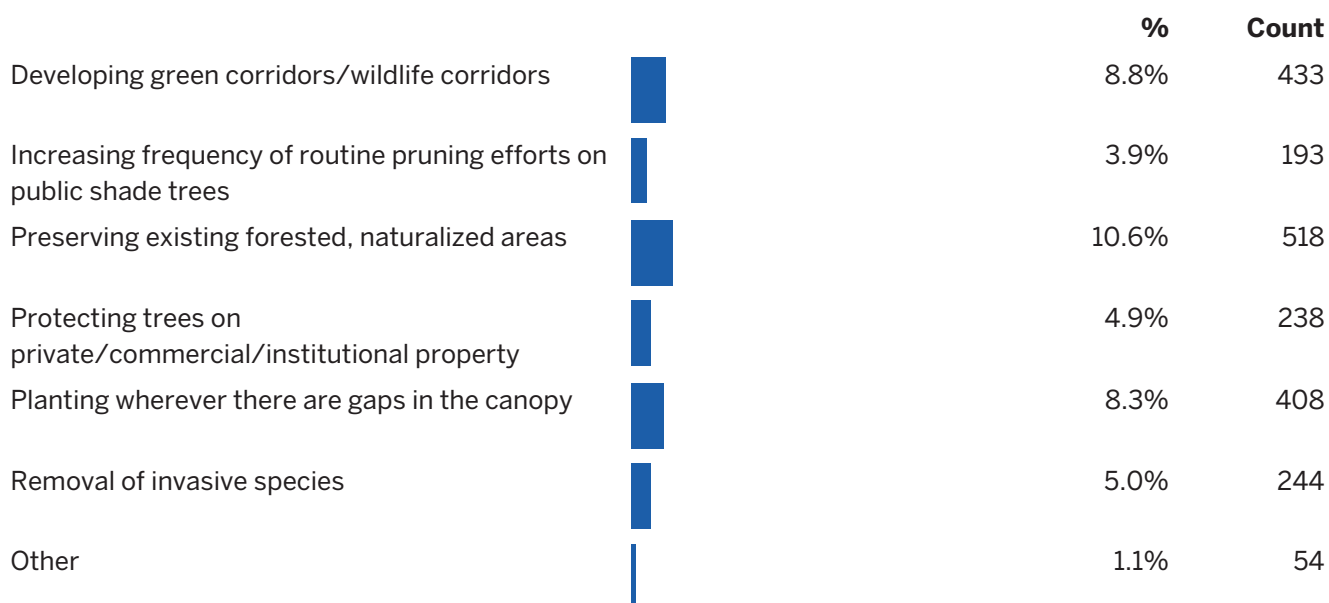 % Count
Developing green corridors/wildlife corridors 8.8% 433
Increasing frequency of routine pruning efforts on 3.9% 193
public shade trees
Preserving existing forested, naturalized areas 10.6% 518
Protecting trees on 4.9% 238
private/commercial/institutional property
Planting wherever there are gaps in the canopy 8.3% 408
Removal of invasive species 5.0% 244
Other 1.1% 54